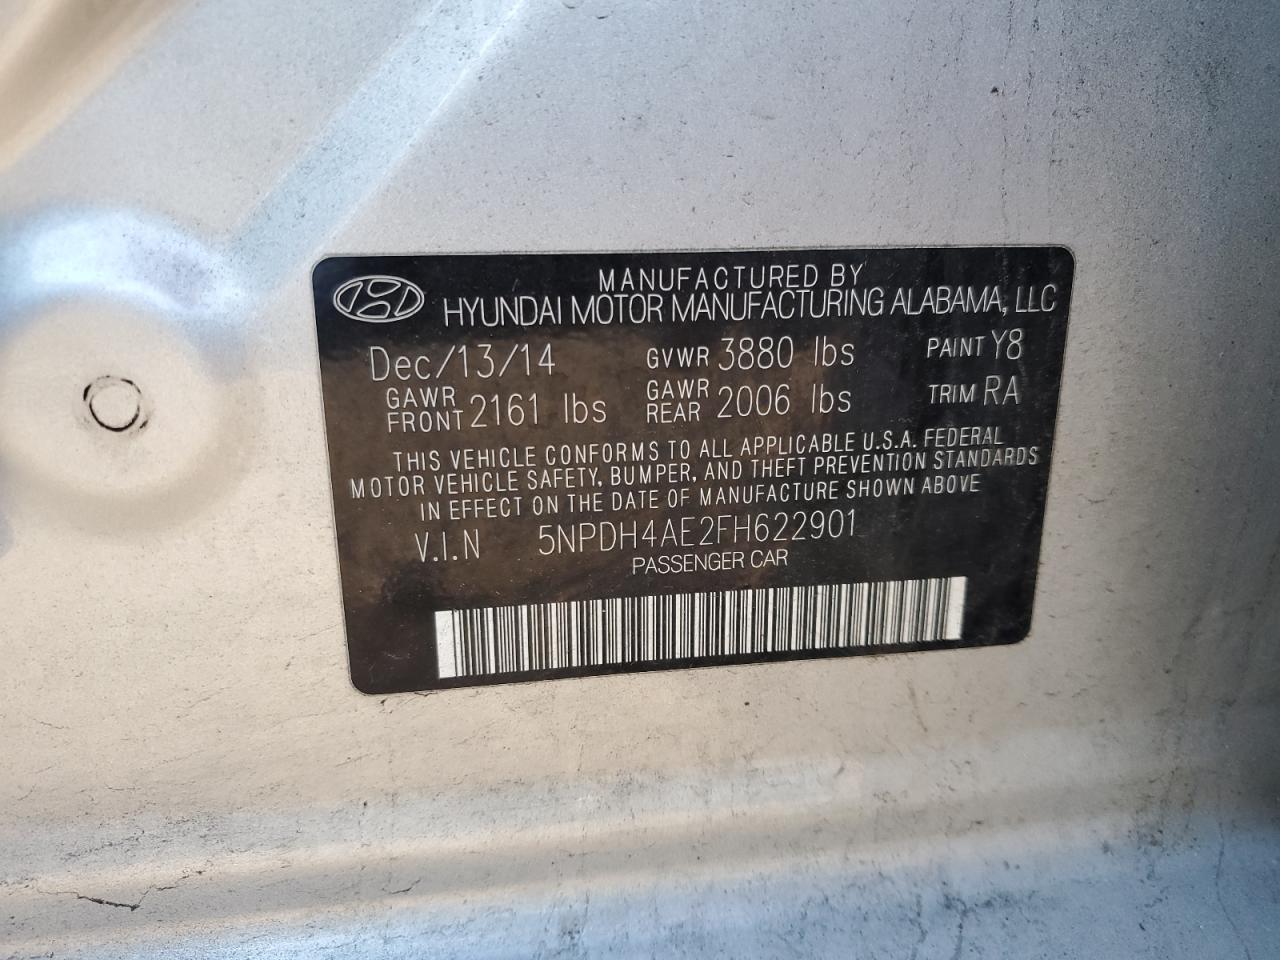 MANUFACTURED BY
HYUNDAI MOTOR MANUFACTURING ALABAMA, LLC
Dec/13/14 GVWR 3880 lbs PAINT Y8
GAWR FRONT 2161 lbs GAWR REAR 2006 lbs TRIM RA
THIS VEHICLE CONFORMS TO ALL APPLICABLE U.S.A. FEDERAL
MOTOR VEHICLE SAFETY, BUMPER, AND THEFT PREVENTION STANDARDS
IN EFFECT ON THE DATE OF MANUFACTURE SHOWN ABOVE
V.I.N 5NPDH4AE2FH622901
PASSENGER CAR